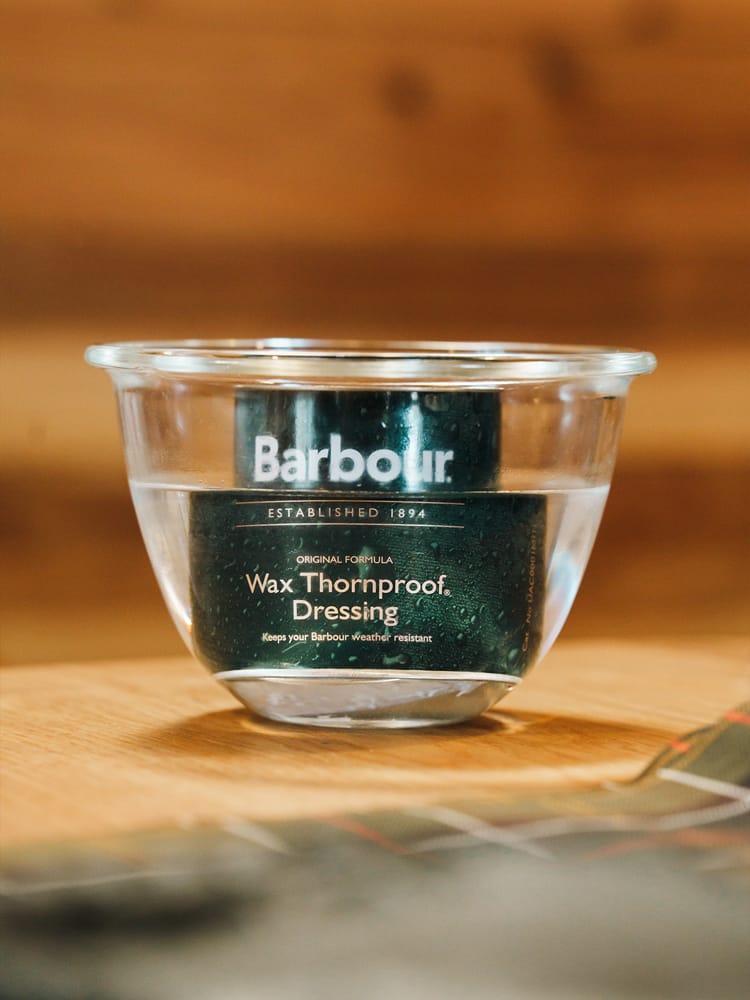 Barbour®
ESTABLISHED 1894
ORIGINAL FORMULA
Wax Thornproof®
Dressing
Keeps your Barbour weather resistant